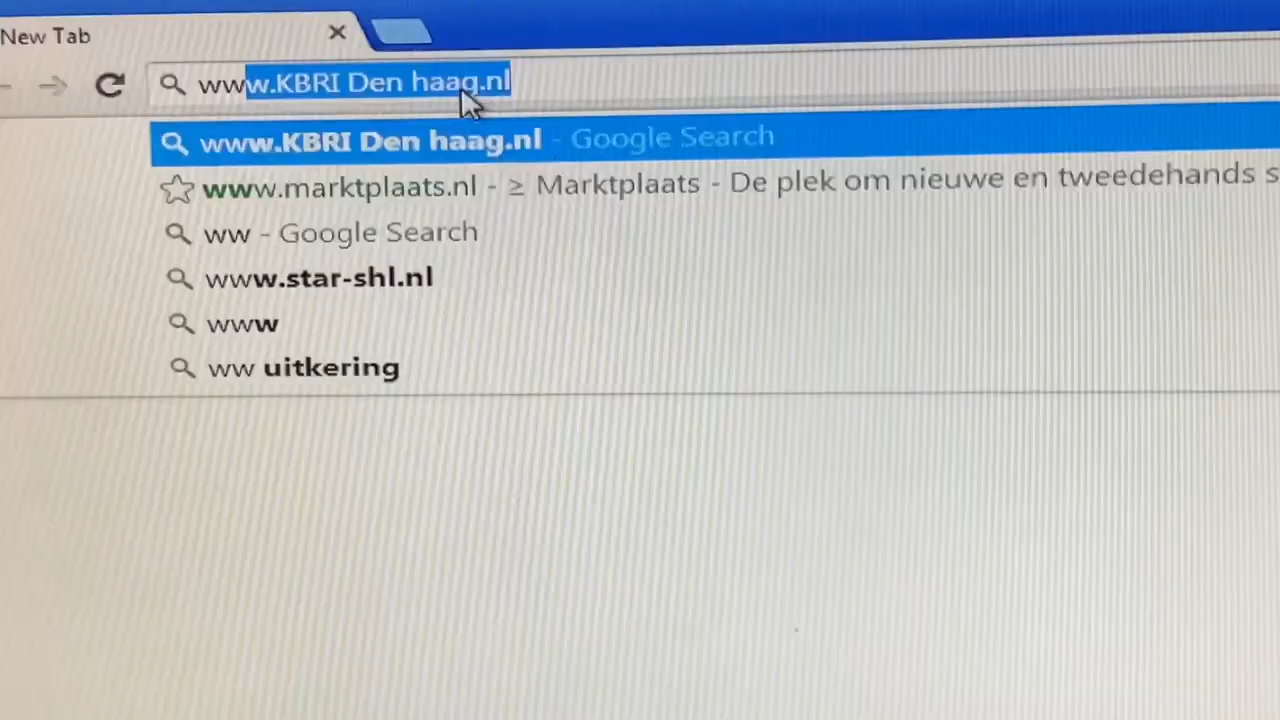 New Tab
www.KBRI Den haag.nl
www.KBRI Den haag.nl - Google Search
www.marktplaats.nl - ≥ Marktplaats - De plek om nieuwe en tweedehands s
ww - Google Search
www.star-shl.nl
www
ww uitkering